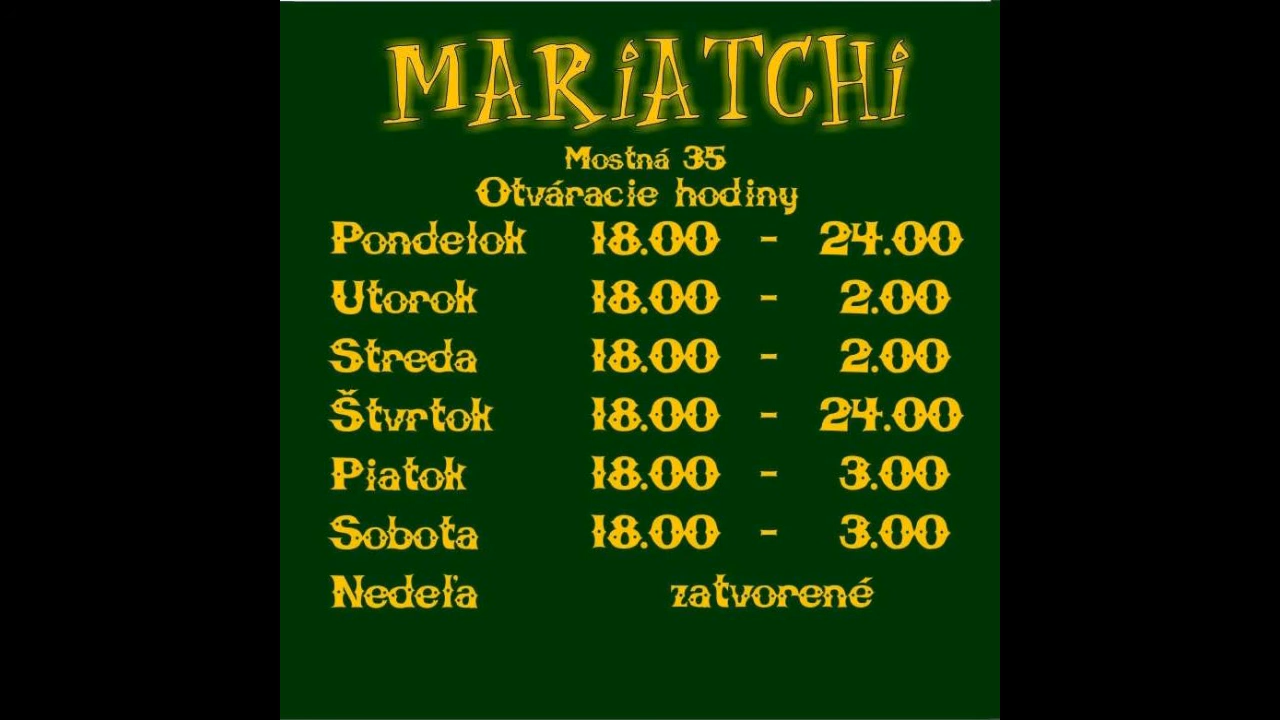 MARiATCHi
Mostná 35
Otváracie hodiny
Pondelok 18.00 - 24.00
Utorok 18.00 - 2.00
Streda 18.00 - 2.00
Štvrtok 18.00 - 24.00
Piatok 18.00 - 3.00
Sobota 18.00 - 3.00
Nedeľa zatvorené